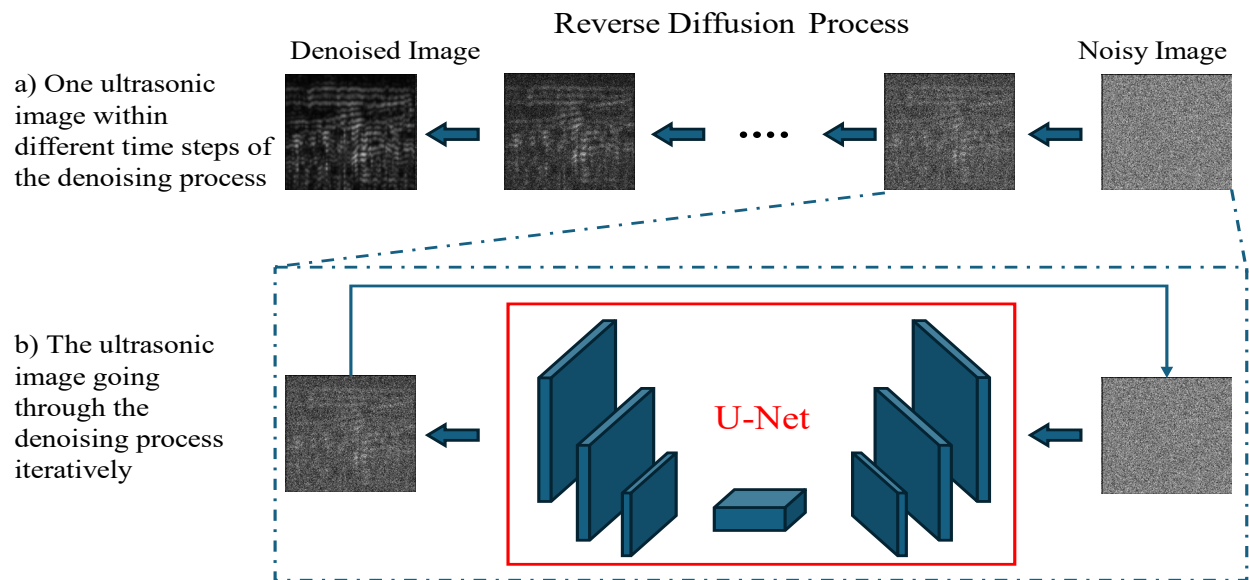 Reverse Diffusion Process
Denoised Image
Noisy Image
a) One ultrasonic
image within
different time steps of
the denoising process
....
b) The ultrasonic
image going
through the
denoising process
iteratively
U-Net